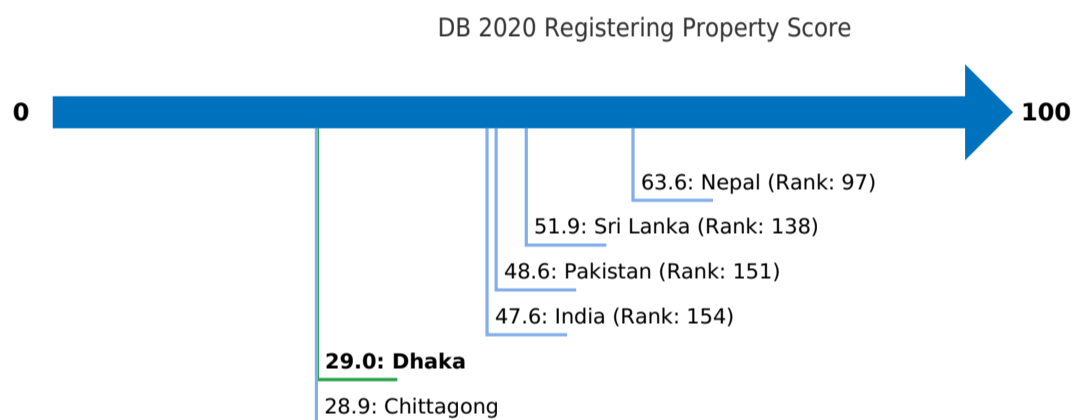 DB 2020 Registering Property Score
0
100
63.6: Nepal (Rank: 97)
51.9: Sri Lanka (Rank: 138)
48.6: Pakistan (Rank: 151)
47.6: India (Rank: 154)
29.0: Dhaka
28.9: Chittagong